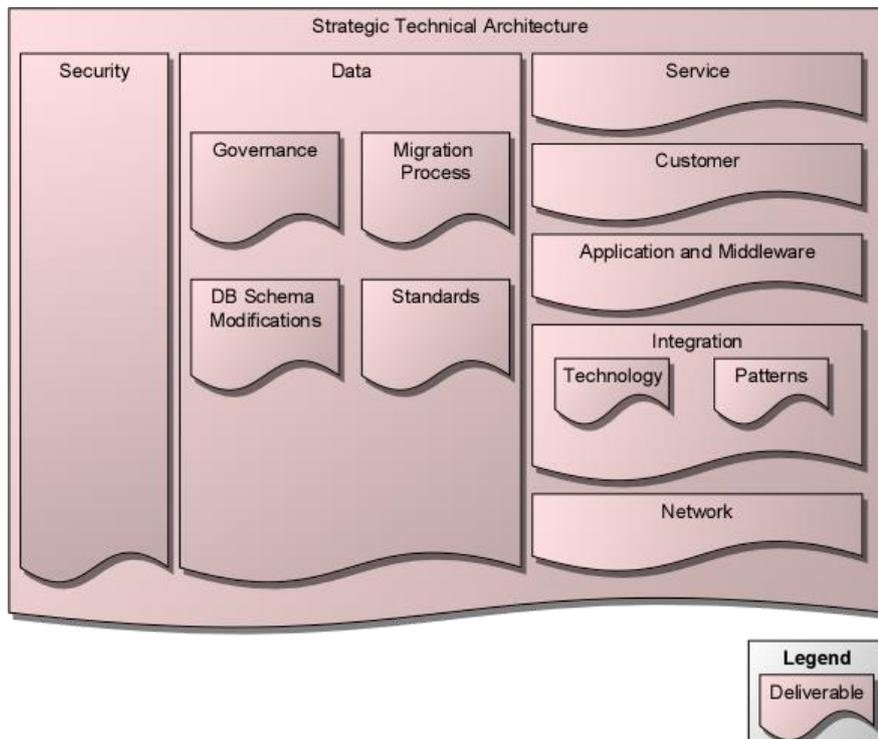 Strategic Technical Architecture
Security
Data
Governance
Migration
Process
DB Schema
Modifications
Standards
Service
Customer
Application and Middleware
Integration
Technology
Patterns
Network
Legend
Deliverable